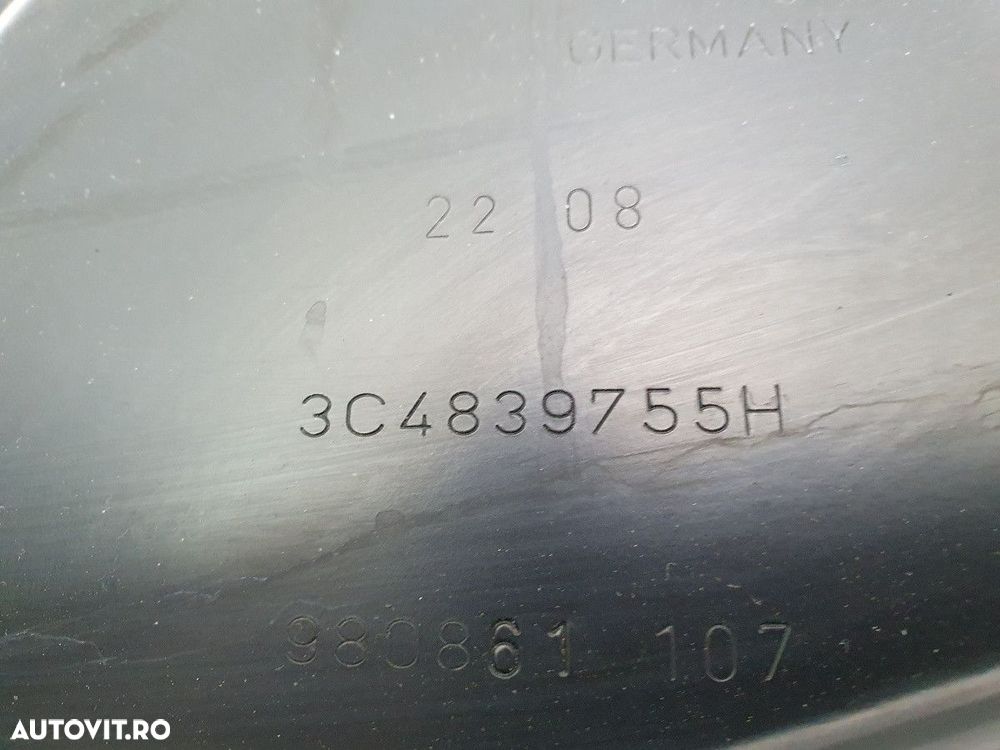 GERMANY
22 08
3C4839755H
980861 107
AUTOVIT.RO